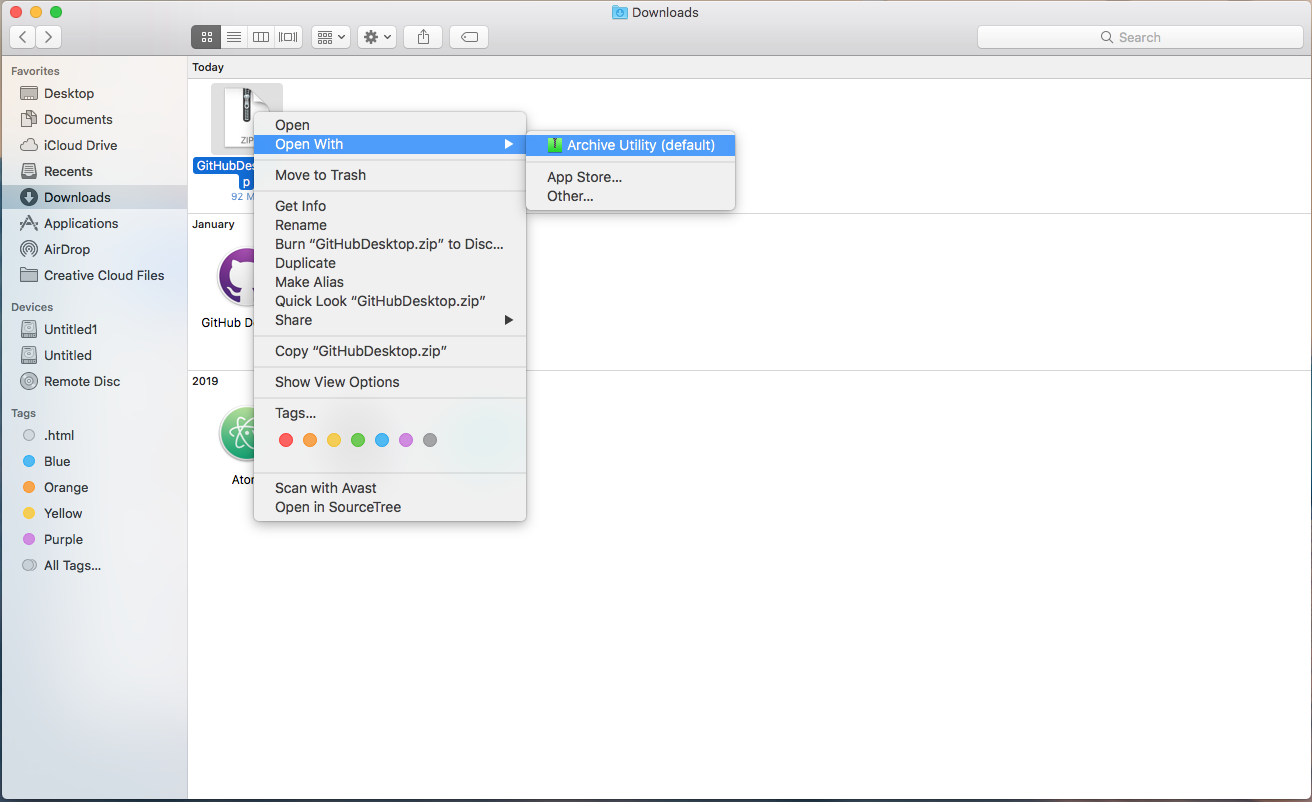 Downloads
Search
Favorites
Desktop
Documents
iCloud Drive
Recents
Downloads
Applications
AirDrop
Creative Cloud Files
Devices
Untitled1
Untitled
Remote Disc
Tags
.html
Blue
Orange
Yellow
Purple
All Tags...
Today
ZIP
GitHubDes
p
92 M
January
GitHub D
2019
Ato
Open
Open With
Move to Trash
Get Info
Rename
Burn “GitHubDesktop.zip” to Disc...
Duplicate
Make Alias
Quick Look “GitHubDesktop.zip”
Share
Copy “GitHubDesktop.zip”
Show View Options
Tags...
Scan with Avast
Open in SourceTree
Archive Utility (default)
App Store...
Other...